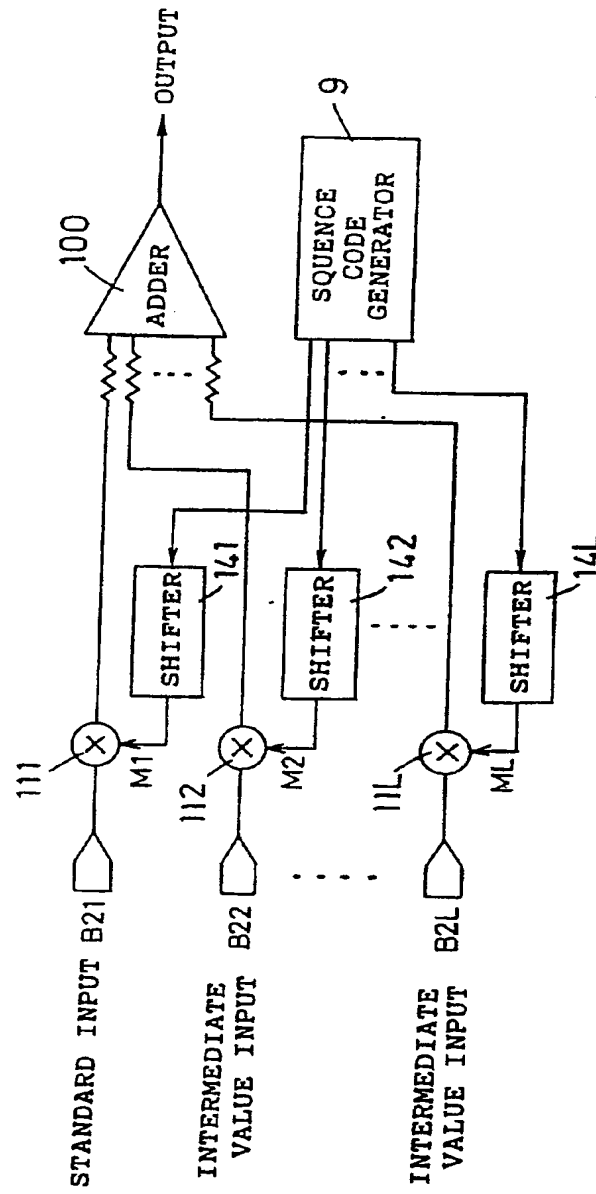 STANDARD INPUT B21
111
M1
SHIFTER
141
100
ADDER
OUTPUT
INTERMEDIATE
VALUE INPUT B22
112
M2
SHIFTER
142
9
SQUENCE
CODE
GENERATOR
INTERMEDIATE
VALUE INPUT
B2L
11L
ML
SHIFTER
14L